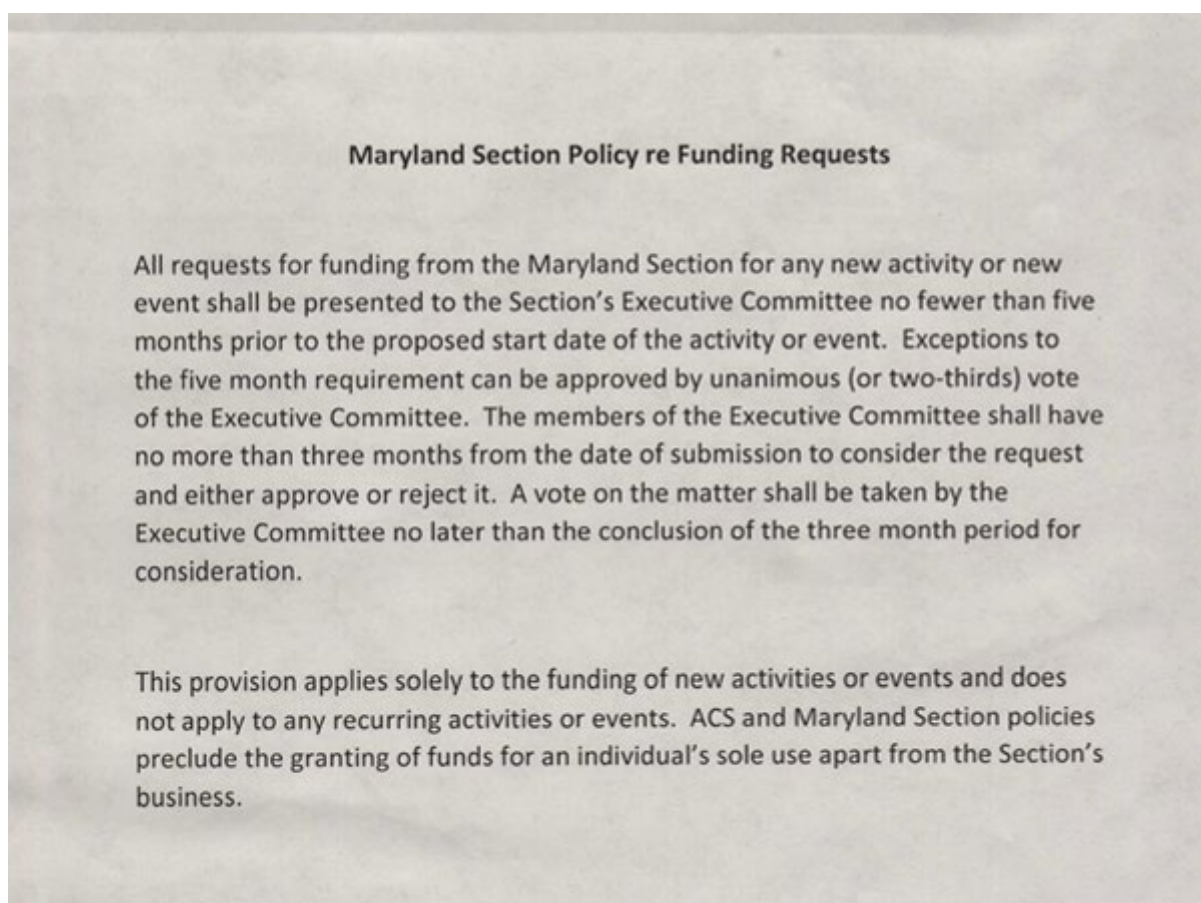 Maryland Section Policy re Funding Requests
All requests for funding from the Maryland Section for any new activity or new
event shall be presented to the Section's Executive Committee no fewer than five
months prior to the proposed start date of the activity or event.  Exceptions to
the five month requirement can be approved by unanimous (or two-thirds) vote
of the Executive Committee.  The members of the Executive Committee shall have
no more than three months from the date of submission to consider the request
and either approve or reject it.  A vote on the matter shall be taken by the
Executive Committee no later than the conclusion of the three month period for
consideration.
This provision applies solely to the funding of new activities or events and does
not apply to any recurring activities or events.  ACS and Maryland Section policies
preclude the granting of funds for an individual's sole use apart from the Section's
business.